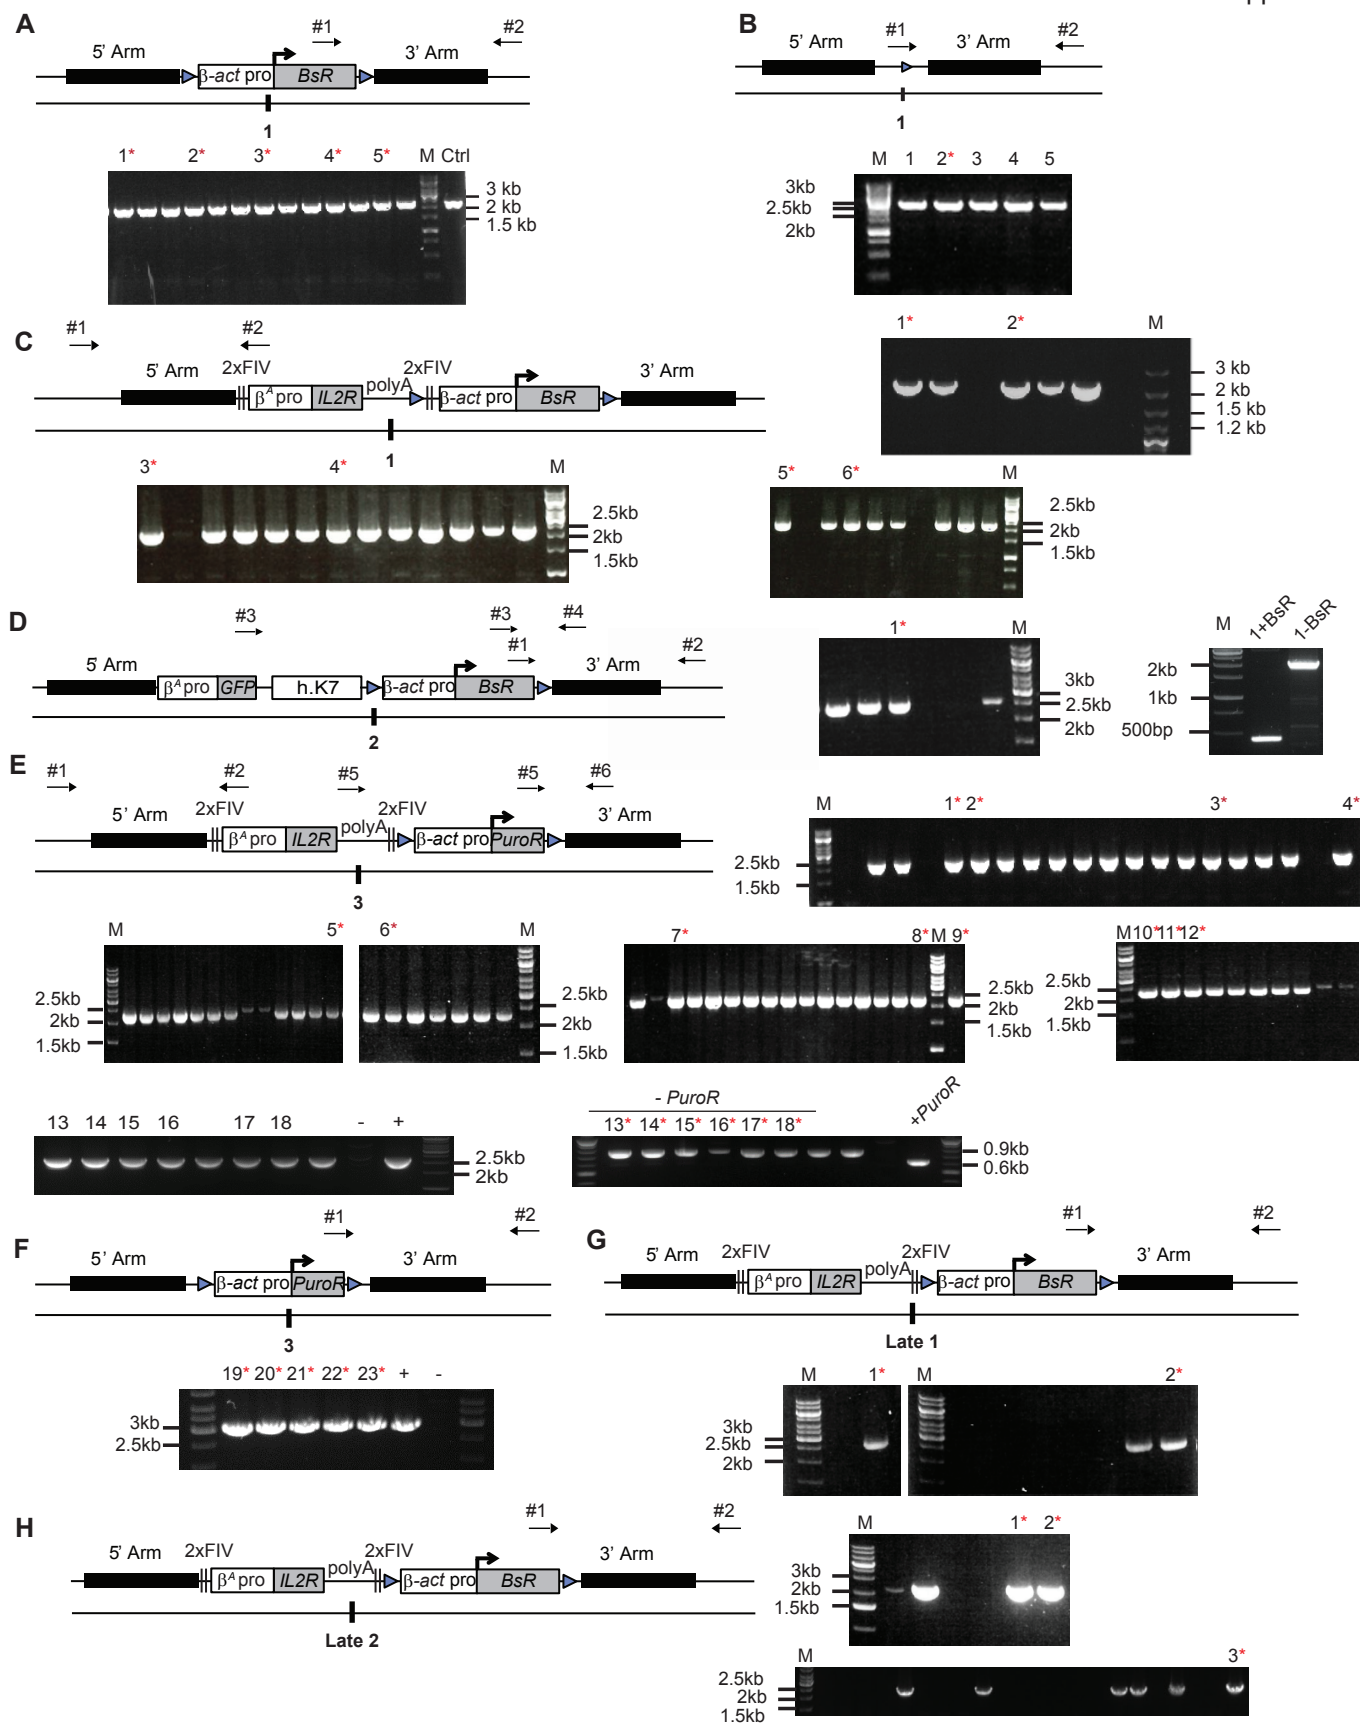 A
#1
#2
5' Arm
3' Arm
β-act pro
BsR
1
1* 2* 3* 4* 5* M Ctrl
3 kb
2 kb
1.5 kb
B
#1
#2
5' Arm
3' Arm
1
M 1 2* 3 4 5
3kb
2.5kb
2kb
1* 2* M
3 kb
2 kb
1.5 kb
1.2 kb
C
#1
#2
5' Arm
2xFIV
polyA
2xFIV
3' Arm
βA pro
IL2R
β-act pro
BsR
1
3* 4* M
2.5kb
2kb
1.5kb
5* 6* M
2.5kb
2kb
1.5kb
D
#3
#3
#4
#1
#2
5' Arm
3' Arm
βA pro
GFP
h.K7
β-act pro
BsR
2
1* M
3kb
2.5kb
2kb
M 1+BsR 1-BsR
2kb
1kb
500bp
E
#1
#2
#5
#5
#6
5' Arm
2xFIV
polyA
2xFIV
3' Arm
βA pro
IL2R
β-act pro
PuroR
3
M 1* 2* 3* 4*
2.5kb
1.5kb
M 5*
2.5kb
2kb
1.5kb
6* M
2.5kb
2kb
1.5kb
7* 8* M 9*
2.5kb
2kb
1.5kb
M 10* 11* 12*
2.5kb
2kb
1.5kb
13 14 15 16 17 18 - +
2.5kb
2kb
- PuroR
+PuroR
13* 14* 15* 16* 17* 18*
0.9kb
0.6kb
F
#1
#2
5' Arm
3' Arm
β-act pro
PuroR
3
19* 20* 21* 22* 23* + -
3kb
2.5kb
G
#1
#2
5' Arm
2xFIV
polyA
2xFIV
3' Arm
βA pro
IL2R
β-act pro
BsR
Late 1
M 1* M 2*
3kb
2.5kb
2kb
H
#1
#2
5' Arm
2xFIV
polyA
2xFIV
3' Arm
βA pro
IL2R
β-act pro
BsR
Late 2
M 1* 2*
3kb
2kb
1.5kb
M 3*
2.5kb
2kb
1.5kb